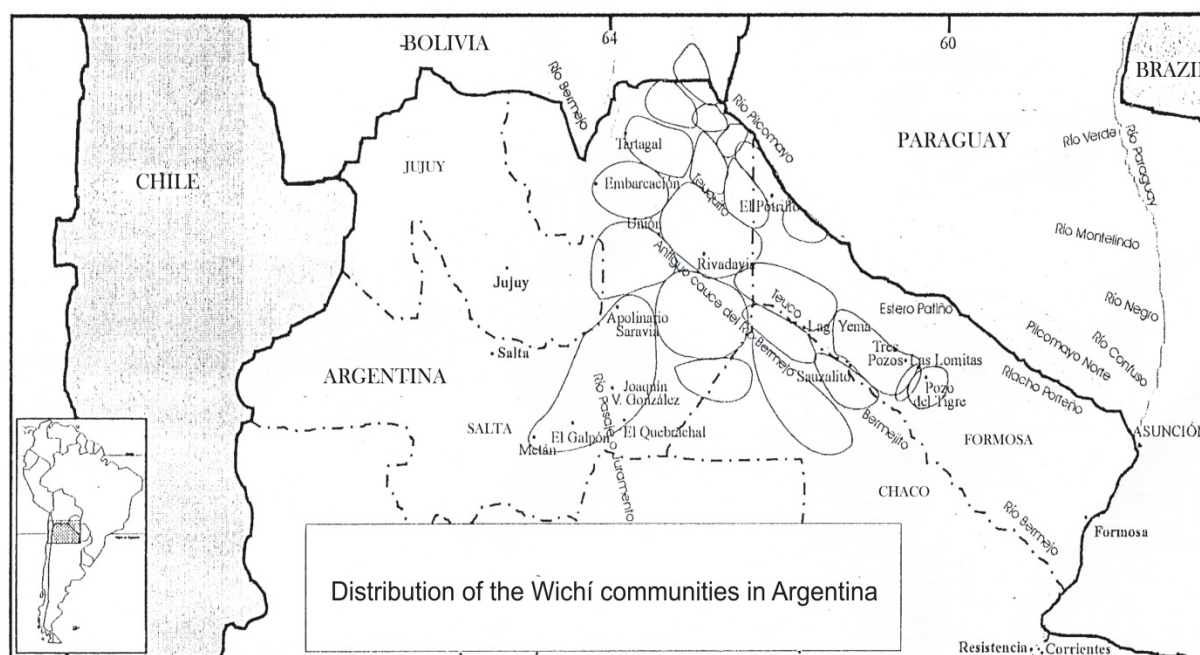 64
60
BOLIVIA
BRAZI
Río Bermejo
Río Pilcomayo
PARAGUAY
Río Verde
Río Paraguay
Tartagal
JUJUY
CHILE
Embarcación
Teuquito
El Potrillo
Unión
Río Montelindo
Antiguo cauce del Río Bermejo
Rivadavia
Jujuy
Teuco
Estero Patiño
Río Negro
Apolinario
Saravia
Lag. Yema
Pilcomayo Norte
Río Confuso
Salta
Tres
Pozos
Las Lomitas
ARGENTINA
Sauzalito
Riacho Porteño
Joaquín
V. González
Pozo
del Tigre
Río Pasaje o Juramento
Bermejito
SALTA
El Galpón
El Quebrachal
FORMOSA
ASUNCIÓN
Metán
CHACO
Río Bermejo
Formosa
Distribution of the Wichí communities in Argentina
Resistencia
Corrientes